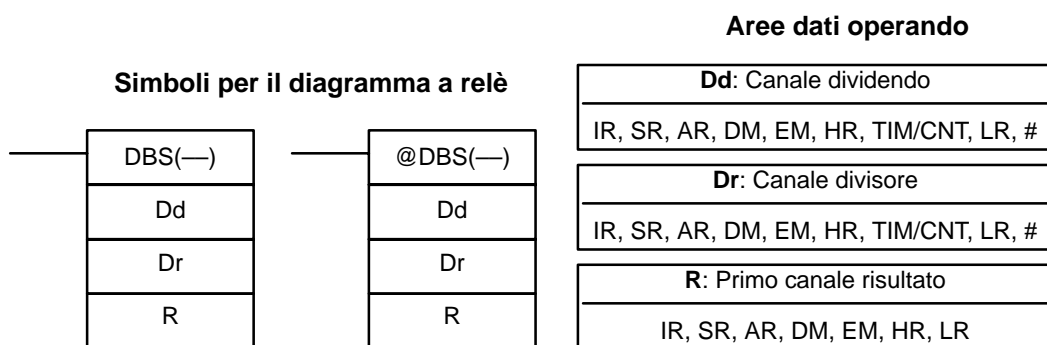 Aree dati operando
Simboli per il diagramma a relè
DBS(—)
Dd
Dr
R
@DBS(—)
Dd
Dr
R
Dd: Canale dividendo
IR, SR, AR, DM, EM, HR, TIM/CNT, LR, #
Dr: Canale divisore
IR, SR, AR, DM, EM, HR, TIM/CNT, LR, #
R: Primo canale risultato
IR, SR, AR, DM, EM, HR, LR